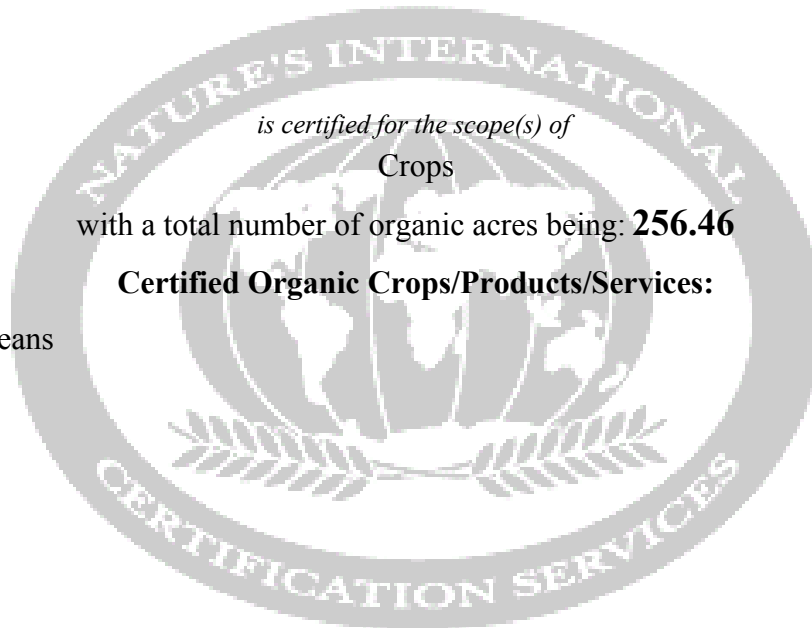 NATURE'S INTERNATIONAL
is certified for the scope(s) of
Crops
with a total number of organic acres being: 256.46
Certified Organic Crops/Products/Services:
eans
CERTIFICATION SERVICES